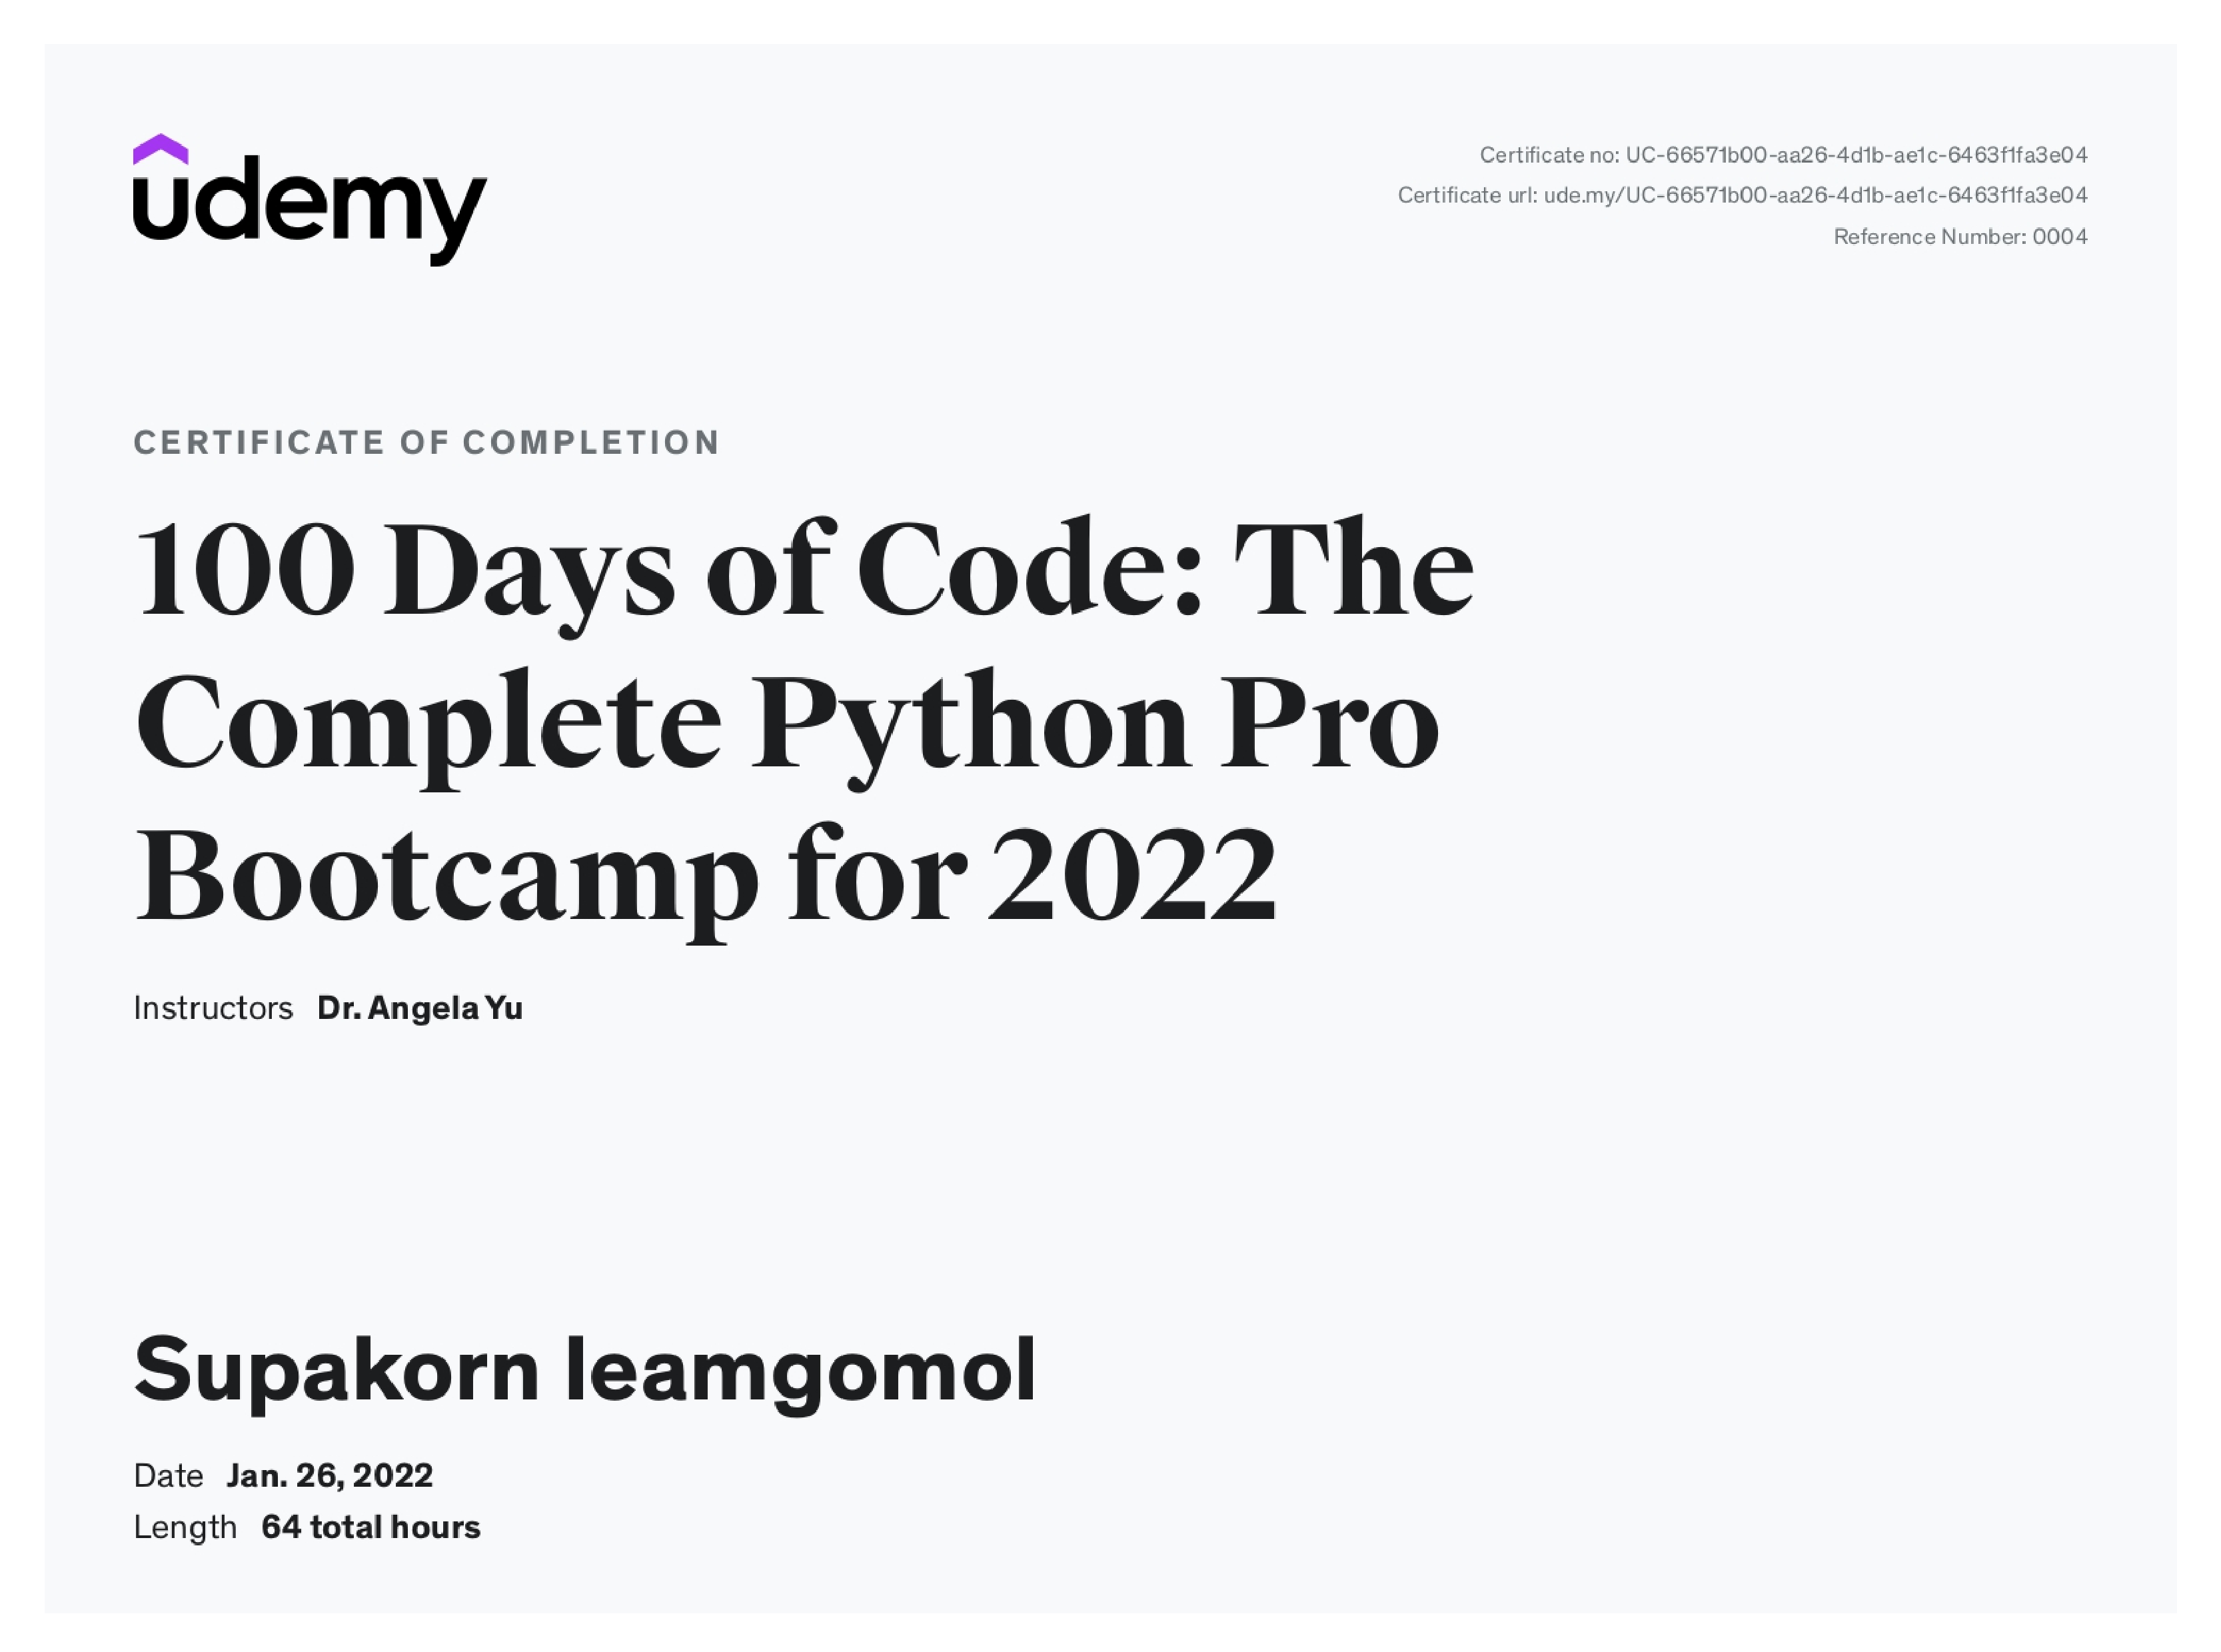 udemy
Certificate no: UC-66571b00-aa26-4d1b-ae1c-6463f1fa3e04
Certificate url: ude.my/UC-66571b00-aa26-4d1b-ae1c-6463f1fa3e04
Reference Number: 0004
CERTIFICATE OF COMPLETION
100 Days of Code: The
Complete Python Pro
Bootcamp for 2022
Instructors Dr. Angela Yu
Supakorn Ieamgomol
Date Jan. 26, 2022
Length 64 total hours